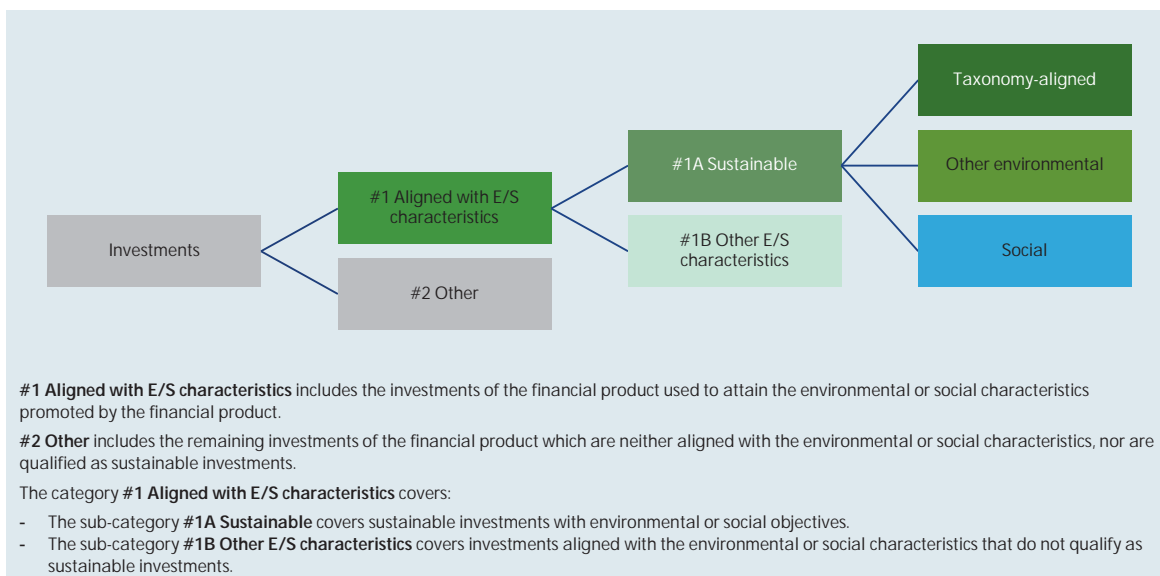 Taxonomy-aligned
#1A Sustainable
Other environmental
#1 Aligned with E/S
characteristics
#1B Other E/S
characteristics
Social
Investments
#2 Other
#1 Aligned with E/S characteristics includes the investments of the financial product used to attain the environmental or social characteristics
promoted by the financial product.
#2 Other includes the remaining investments of the financial product which are neither aligned with the environmental or social characteristics, nor are
qualified as sustainable investments.
The category #1 Aligned with E/S characteristics covers:
- The sub-category #1A Sustainable covers sustainable investments with environmental or social objectives.
- The sub-category #1B Other E/S characteristics covers investments aligned with the environmental or social characteristics that do not qualify as
sustainable investments.